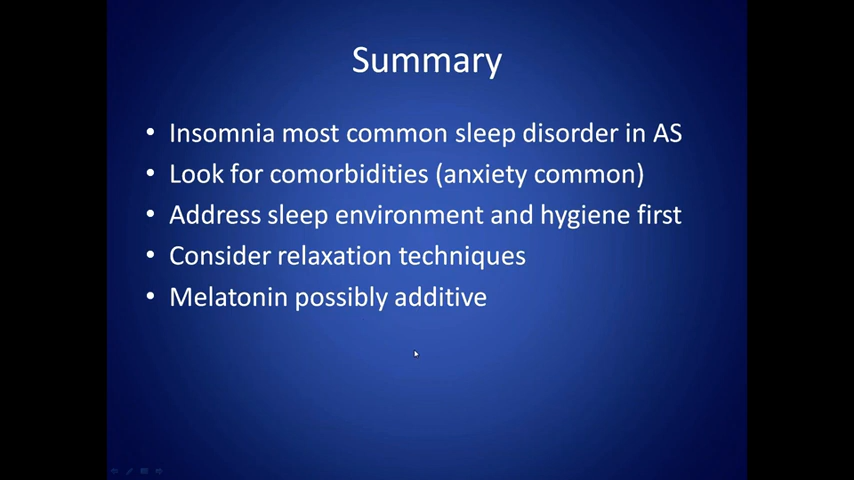 Summary
• Insomnia most common sleep disorder in AS
• Look for comorbidities (anxiety common)
• Address sleep environment and hygiene first
• Consider relaxation techniques
• Melatonin possibly additive